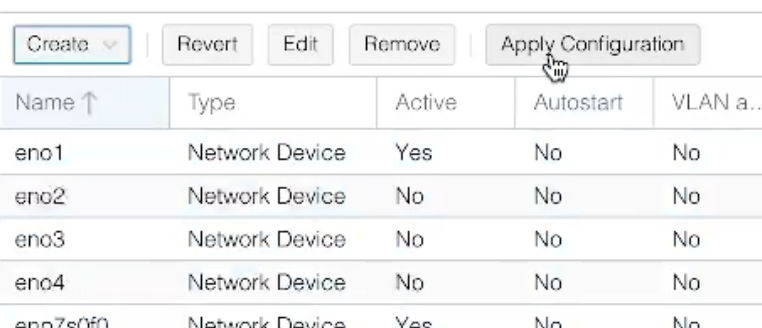 Create Revert Edit Remove Apply Configuration
Name Type Active Autostart VLAN a...
eno1 Network Device Yes No No
eno2 Network Device No No No
eno3 Network Device No No No
eno4 Network Device No No No
enp7s0f0 Network Device Yes No No